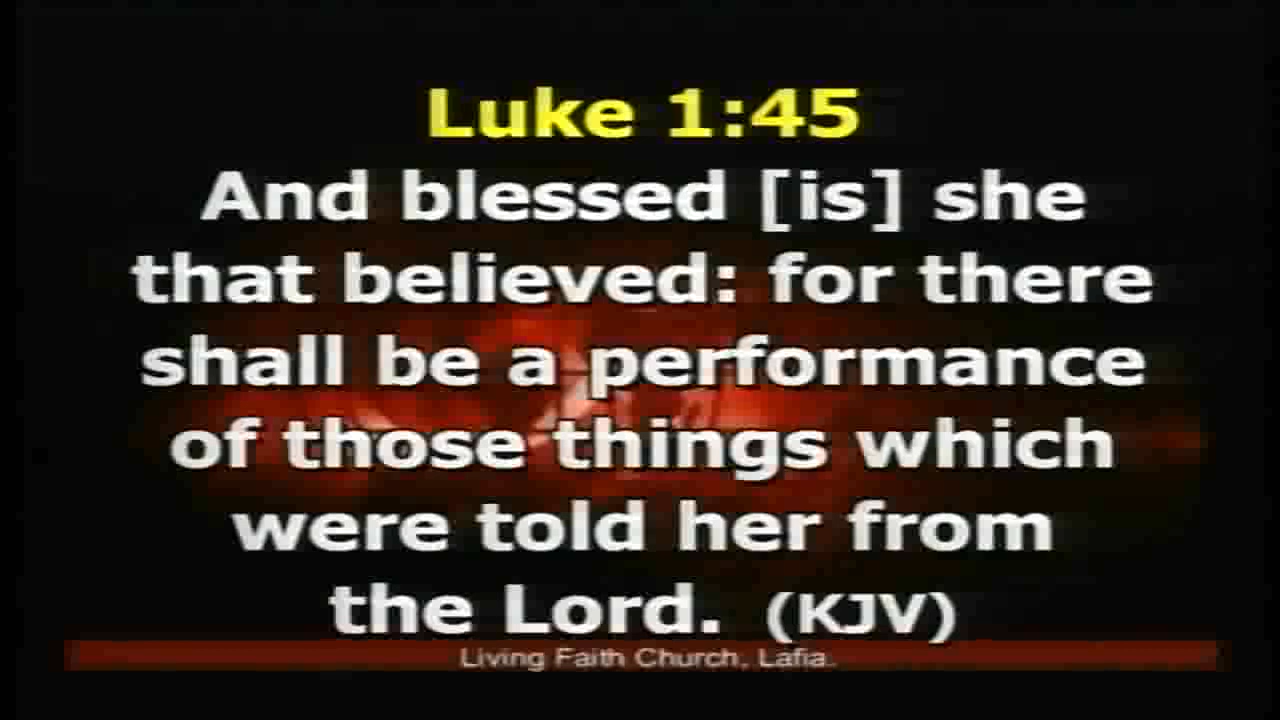 Luke 1:45
And blessed [is] she
that believed: for there
shall be a performance
of those things which
were told her from
the Lord. (KJV)
Living Faith Church, Lafia.